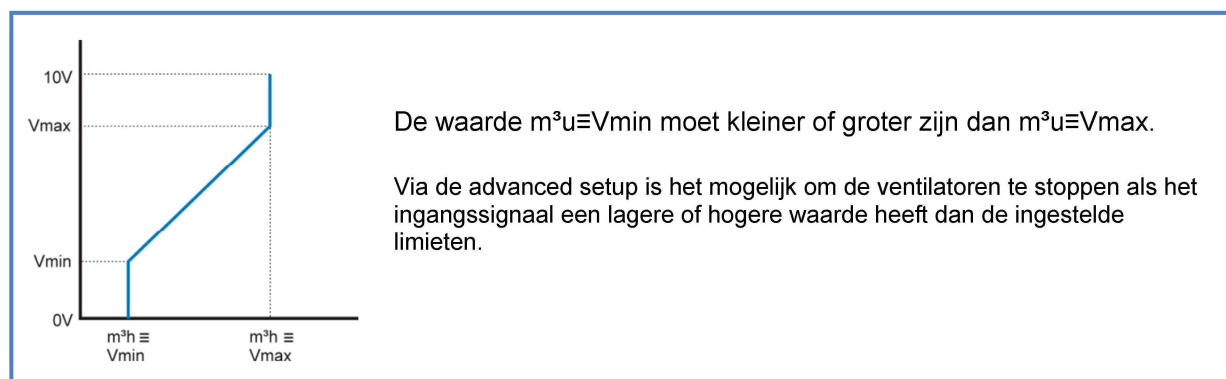 10V
Vmax
Vmin
0V
m³h ≡
Vmin
m³h ≡
Vmax
De waarde m³u≡Vmin moet kleiner of groter zijn dan m³u≡Vmax.
Via de advanced setup is het mogelijk om de ventilatoren te stoppen als het
ingangssignaal een lagere of hogere waarde heeft dan de ingestelde
limieten.